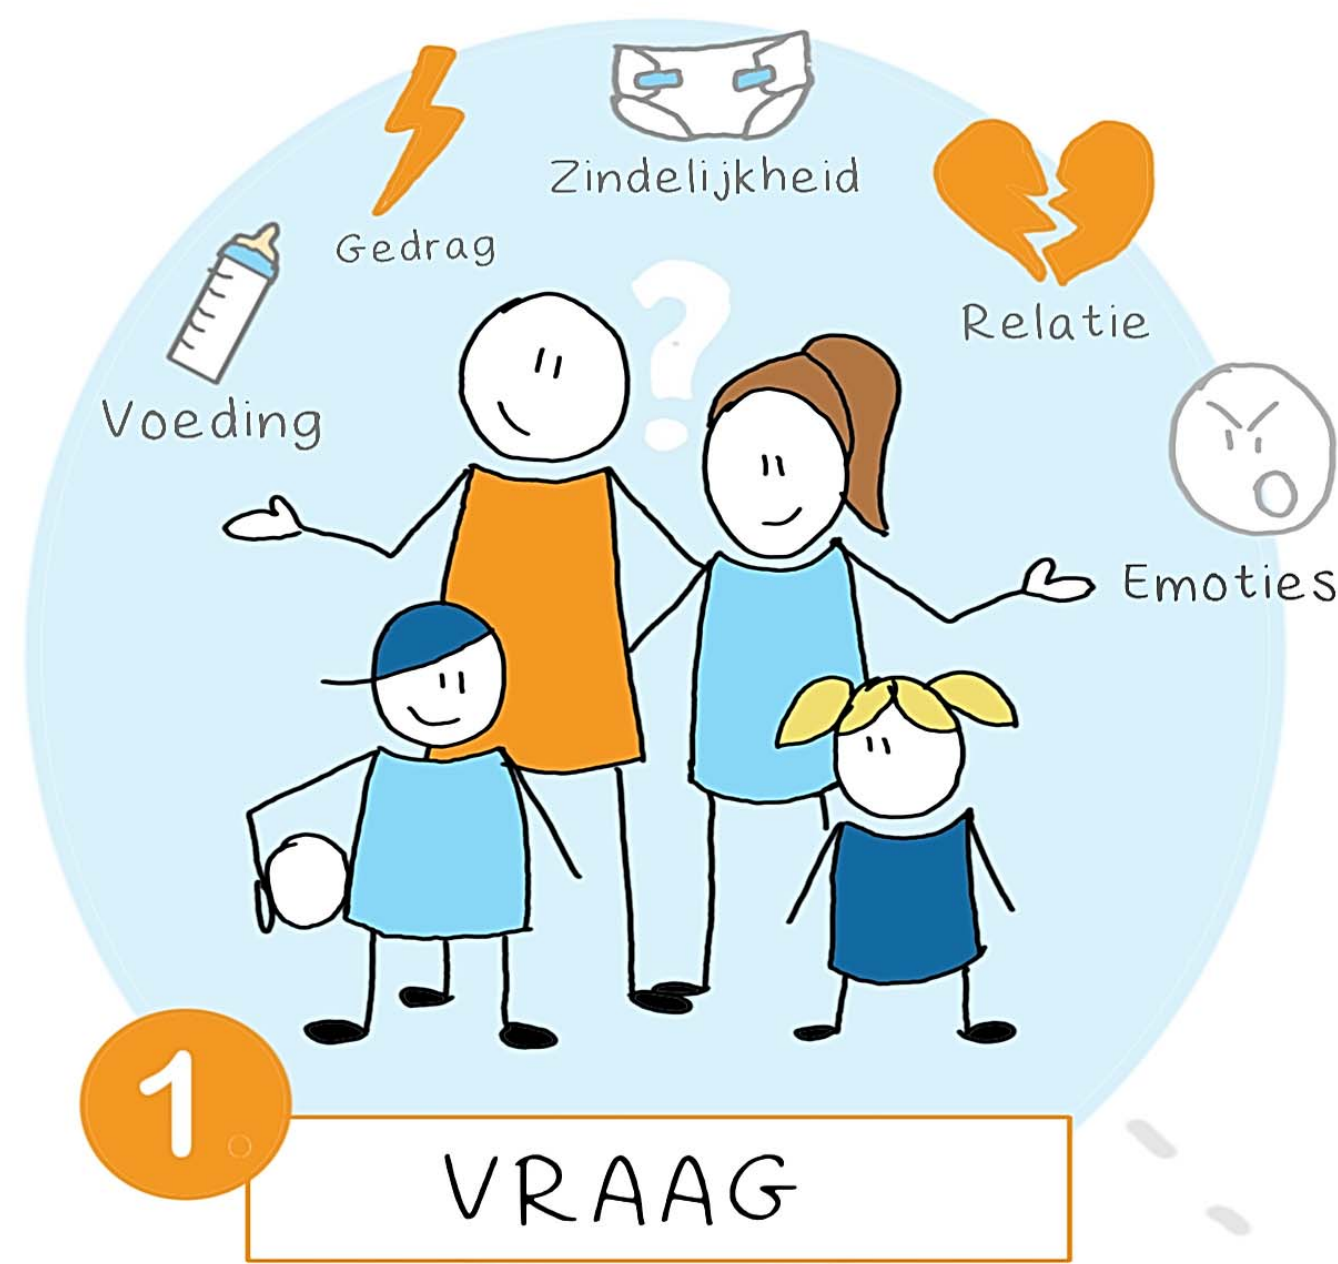 Zindelijkheid
Gedrag
Relatie
Voeding
?
Emoties
1
VRAAG